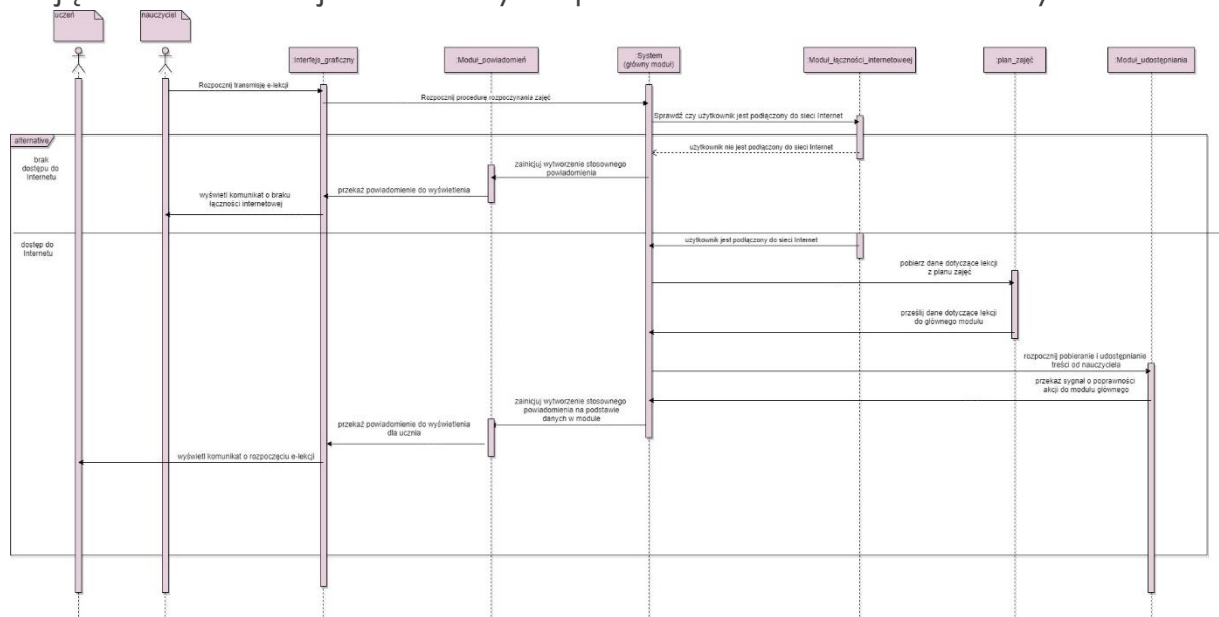 uczeń
nauczyciel
:Interfejs_graficzny
:Moduł_powiadomień
:System
(główny moduł)
:Moduł_łączności_internetoweej
:plan_zajęć
:Moduł_udostępniania
Rozpocznij transmisję e-lekcji
Rozpocznij procedurę rozpoczynania zajęć
Sprawdź czy użytkownik jest podłączony do sieci Internet
alternative
brak
dostępu do
Internetu
użytkownik nie jest podłączony do sieci Internet
zainicjuj wytworzenie stosownego
powiadomienia
przekaż powiadomienie do wyświetlenia
wyświetl komunikat o braku
łączności internetowej
dostęp do
Internetu
użytkownik jest podłączony do sieci Internet
pobierz dane dotyczące lekcji
z planu zajęć
prześlij dane dotyczące lekcji
do głównego modułu
rozpocznij pobieranie i udostępnianie
treści od nauczyciela
przekaż sygnał o poprawności
akcji do modułu głównego
zainicjuj wytworzenie stosownego
powiadomienia na podstawie
danych w module
przekaż powiadomienie do wyświetlenia
dla ucznia
wyświetl komunikat o rozpoczęciu e-lekcji